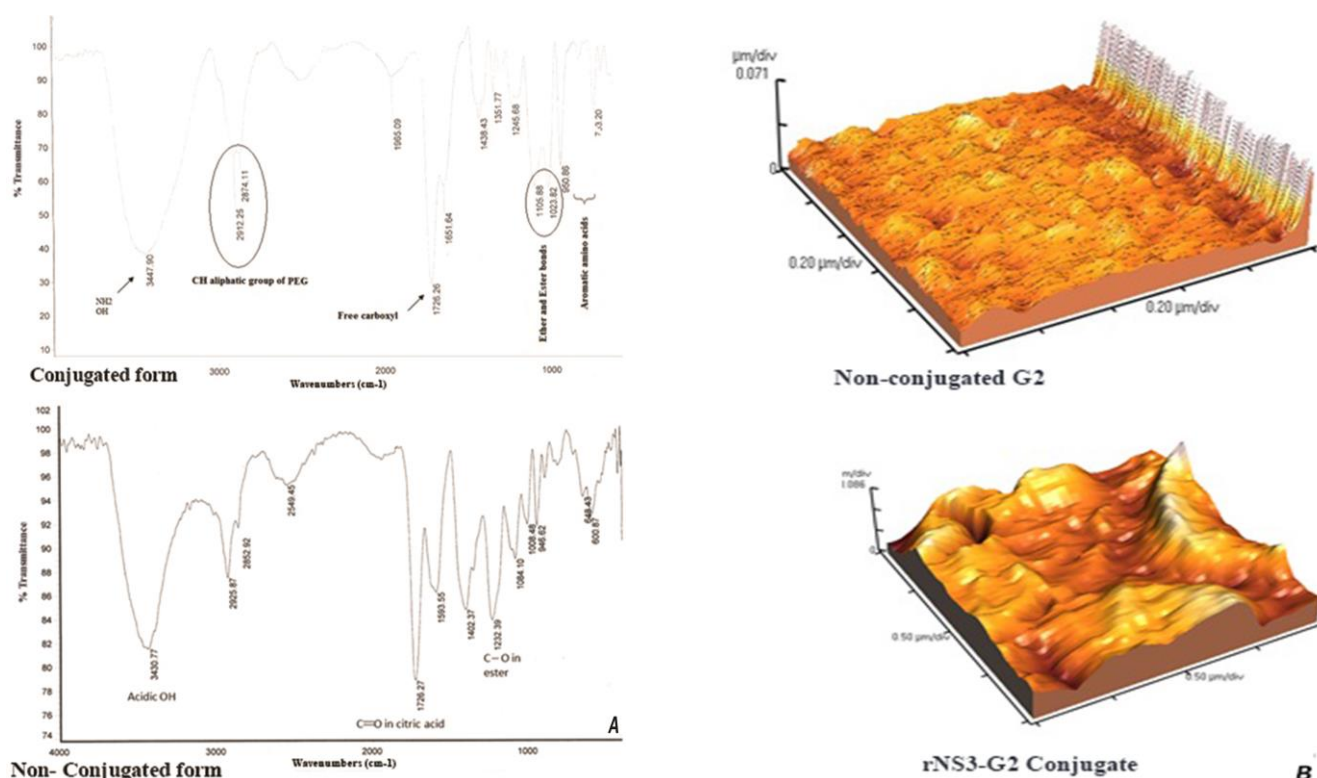 % Transmittance
100
90
80
70
60
50
40
30
20
10
3447.90
NH2
OH
2912.25
2874.11
CH aliphatic group of PEG
1965.09
Free carboxyl
1726.26
1651.64
1438.43
1351.77
1245.68
1105.88
1023.82
950.86
Ether and Ester bonds
Aromatic amino acids
3000
2000
1000
Conjugated form
Wavenumbers (cm-1)
% Transmittance
102
100
98
96
94
92
90
88
86
84
82
80
78
76
74
3430.77
Acidic OH
2925.87
2852.92
2549.45
1726.27
C=O in citric acid
1593.55
1402.37
1232.39
C-O in
ester
1084.10
1008.48
946.62
648.43
600.87
A
4000
3000
2000
1000
Wavenumbers (cm-1)
Non- Conjugated form
µm/div
0.071
0
0.20 µm/div
0.20 µm/div
Non-conjugated G2
m/div
0.50 µm/div
0.50 µm/div
rNS3-G2 Conjugate
B